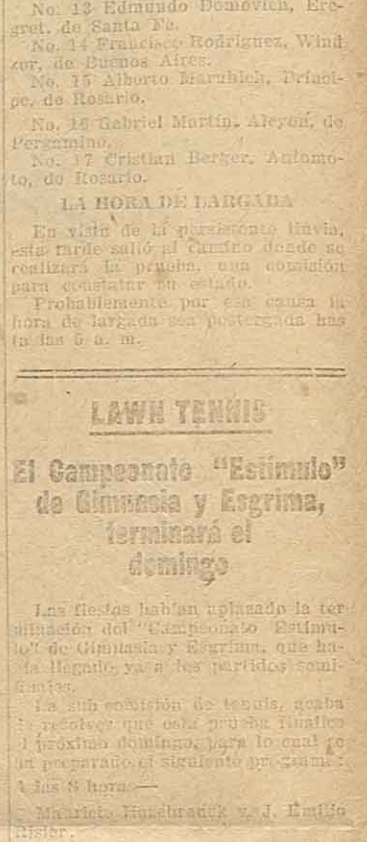 No. 13 Edmundo Domovich, Ere-
gret, de Santa Fe.
No. 14 Francisco Rodríguez, Wind
zor, de Buenos Aires.
No. 15 Alberto Marubich, Prínci-
pe, de Rosario.
No. 16 Gabriel Martín, Alcyon, de
Pergamino.
No. 17 Cristian Berger, Automo-
to, de Rosario.
LA HORA DE LARGADA
En vista de la persistente lluvia,
esta tarde salió al camino donde se
realizará la prueba, una comisión
para constatar su estado.
Probablemente por esa causa la
hora de largada sea postergada has
ta las 5 a. m.
LAWN TENNIS
El Campeonato "Estímulo"
de Gimnasia y Esgrima,
terminará el
domingo
Las fiestas habían aplazado la ter
minación del "Campeonato Estímu-
lo" de Gimnasia y Esgrima, que ha-
bía llegado ya a los partidos semi-
finales.
La sub comisión de tennis, acaba
de resolver que esta prueba finalice
el próximo domingo, para lo cual se
ha preparado el siguiente programa:
A las 8 horas—
Mauricio y J. Emilio
Risler.